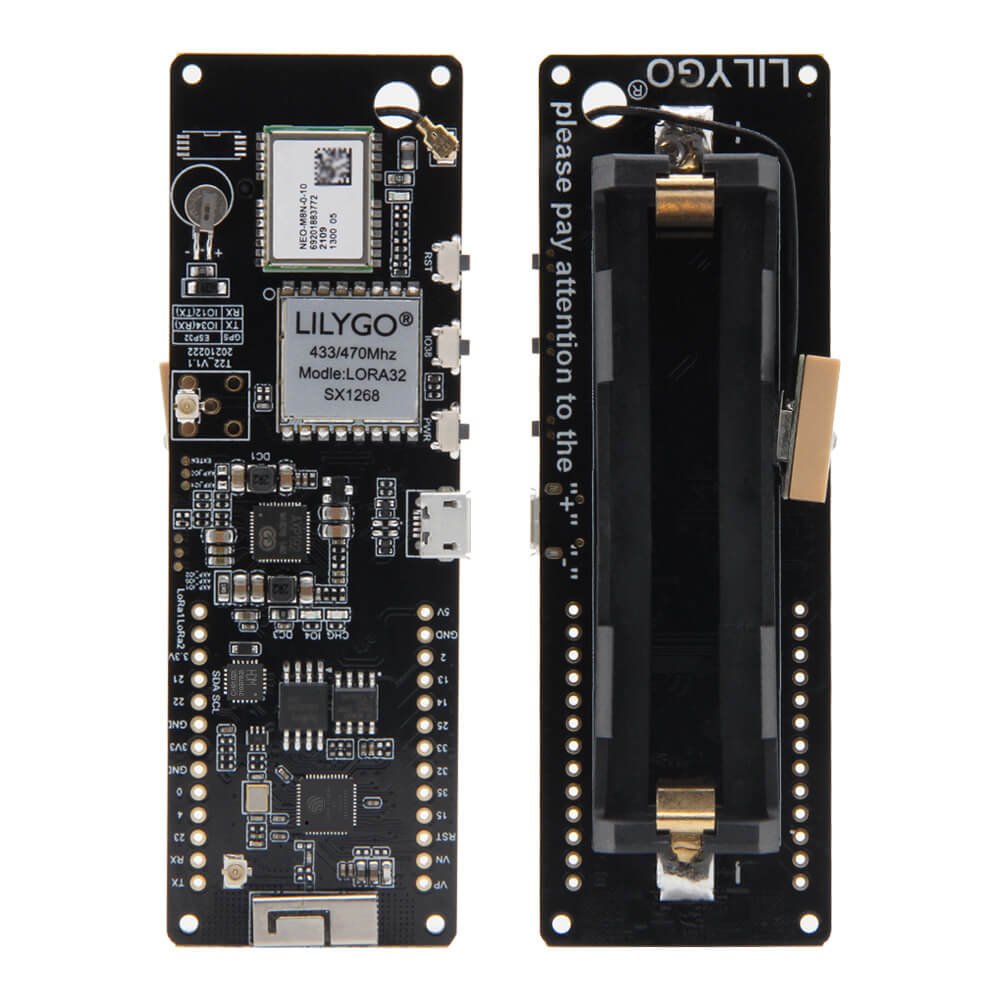 NEO-M8N-0-10
69201883772
2109
1300 05
RST
LILYGO®
433/470Mhz
Modle:LORA32
SX1268
IO38
PWR
GPS ESP32
TX IO34(RX)
RX IO12(TX)
T22_V1.1
20210222
- +
DC1
DC3
IO4
CHG
LoRa1
LoRa2
3.3V
21
22
GND
3V3
GND
0
4
23
RX
TX
SDA SCL
5V
GND
2
13
14
25
33
32
35
15
RST
VN
VP
LILYGO®
please pay attention to the "+" "-"